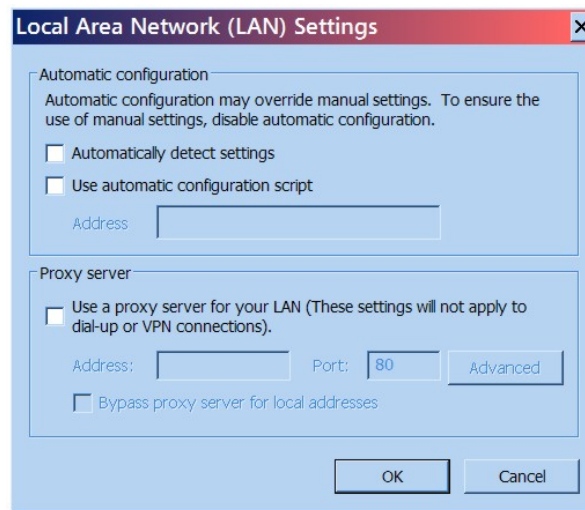 Local Area Network (LAN) Settings
Automatic configuration
Automatic configuration may override manual settings. To ensure the
use of manual settings, disable automatic configuration.
Automatically detect settings
Use automatic configuration script
Address
Proxy server
Use a proxy server for your LAN (These settings will not apply to
dial-up or VPN connections).
Address: Port: 80 Advanced
Bypass proxy server for local addresses
OK Cancel